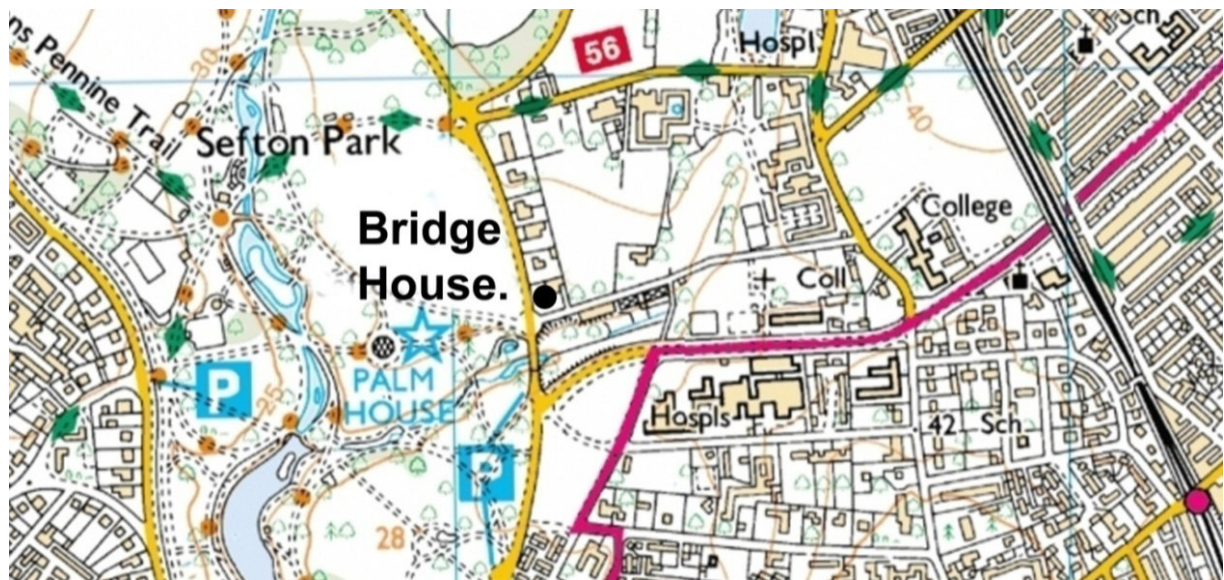 Sch
ns Pennine Trail
56
Hospl
30
Sefton Park
40
College
Bridge
House.
Coll
PALM
HOUSE
P
25
Hospls
42
Sch
P
28